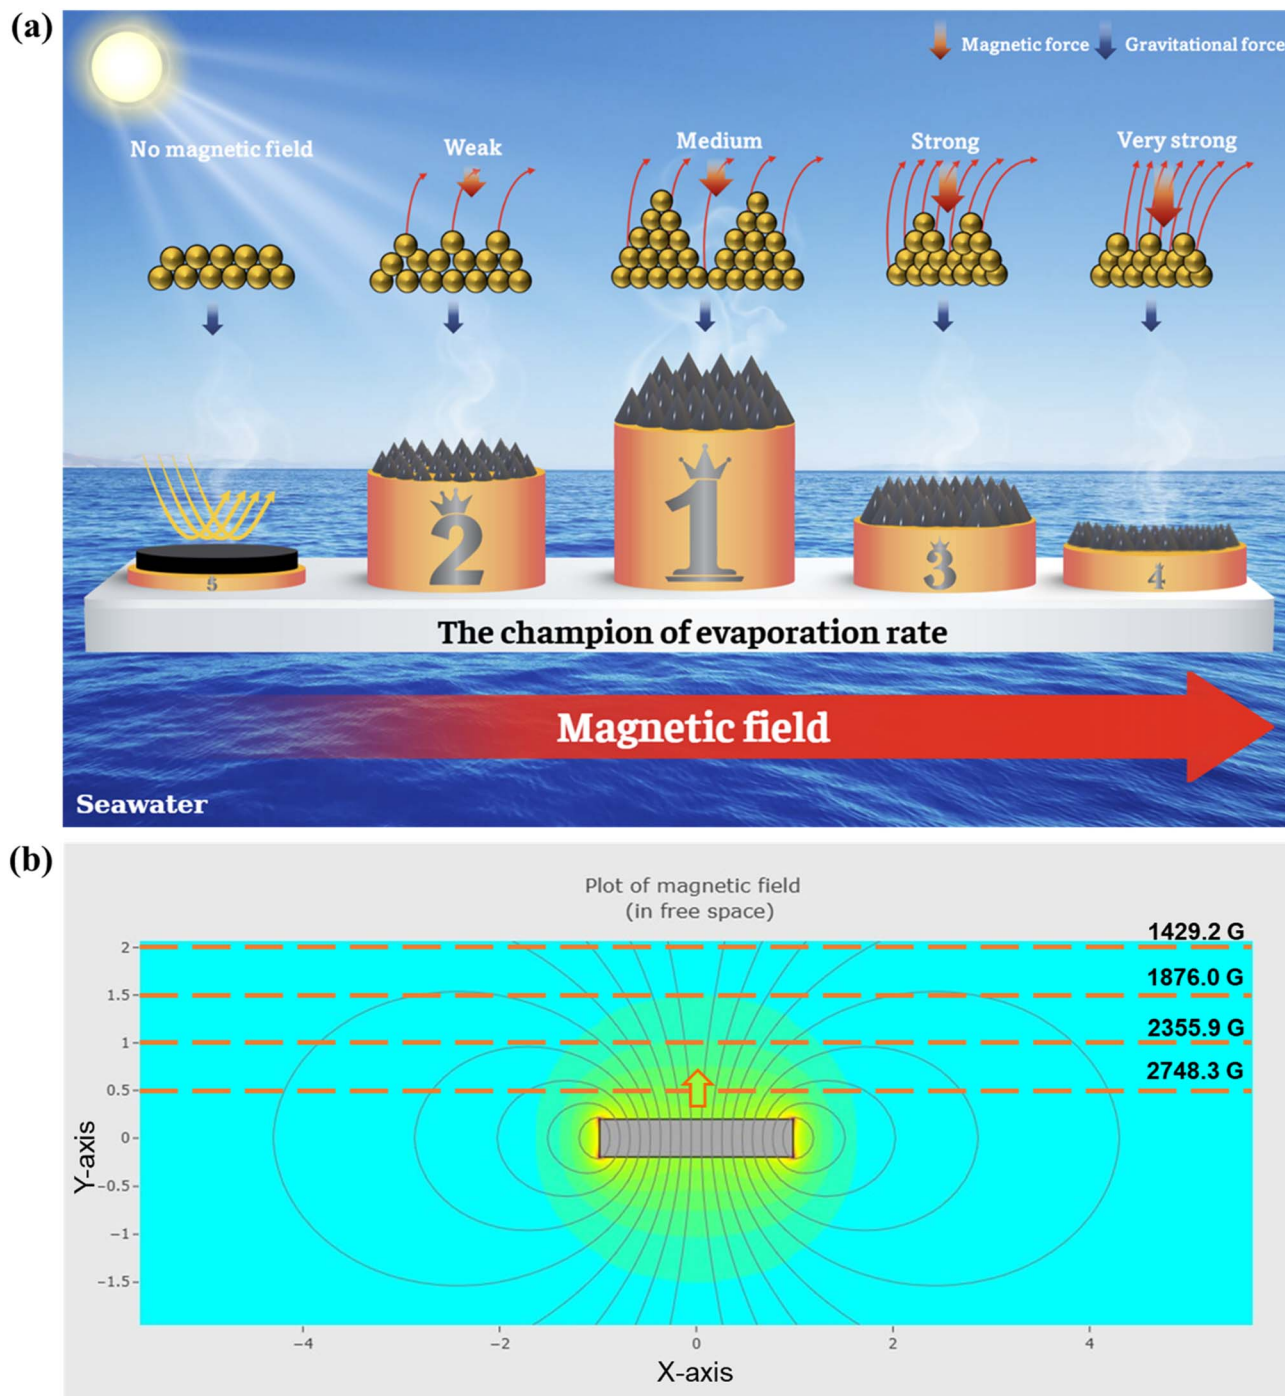 (a)
Magnetic force
Gravitational force
No magnetic field
Weak
Medium
Strong
Very strong
5
2
1
3
4
The champion of evaporation rate
Magnetic field
Seawater
(b)
Plot of magnetic field
(in free space)
1429.2 G
1876.0 G
2355.9 G
2748.3 G
2
1.5
1
0.5
0
−0.5
−1
−1.5
Y-axis
−4
−2
0
2
4
X-axis